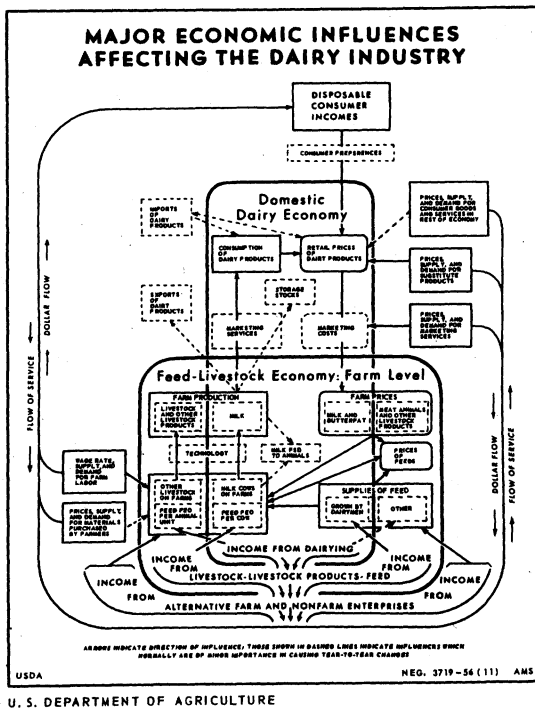 MAJOR ECONOMIC INFLUENCES
AFFECTING THE DAIRY INDUSTRY
DISPOSABLE
CONSUMER
INCOMES
CONSUMER PREFERENCES
Domestic
Dairy Economy
IMPORTS
OF
DAIRY
PRODUCTS
CONSUMPTION
OF DAIRY PRODUCTS
RETAIL PRICES
OF
DAIRY PRODUCTS
PRICES, SUPPLY,
AND DEMAND FOR
CONSUMER GOODS
AND SERVICES IN
REST OF ECONOMY
PRICES,
SUPPLY, AND
DEMAND FOR
SUBSTITUTE
PRODUCTS
EXPORTS
OF
DAIRY
PRODUCTS
STORAGE
STOCKS
MARKETING
SERVICES
MARKETING
COSTS
PRICES,
SUPPLY, AND
DEMAND FOR
MARKETING
SERVICES
DOLLAR FLOW
FLOW OF SERVICE
Feed-Livestock Economy: Farm Level
FARM PRODUCTION
LIVESTOCK
AND OTHER
LIVESTOCK
PRODUCTS
MILK
FARM PRICES
MILK AND
BUTTERFAT
MEAT ANIMALS
AND OTHER
LIVESTOCK
PRODUCTS
TECHNOLOGY
MILK FED
TO ANIMALS
PRICES
OF
FEEDS
WAGE RATE,
SUPPLY, AND
DEMAND
FOR FARM
LABOR
OTHER
LIVESTOCK
ON FARMS
MILK COWS
ON FARMS
FEED FED
PER ANIMAL
UNIT
FEED FED
PER COW
SUPPLIES OF FEED
GROWN BY
DAIRYMEN
OTHER
PRICES, SUPPLY,
AND DEMAND
FOR MATERIALS
PURCHASED
BY FARMERS
DOLLAR FLOW
FLOW OF SERVICE
INCOME FROM DAIRYING
INCOME
FROM
INCOME
FROM
LIVESTOCK-LIVESTOCK PRODUCTS-FEED
INCOME
FROM
INCOME
FROM
ALTERNATIVE FARM AND NONFARM ENTERPRISES
ARROWS INDICATE DIRECTION OF INFLUENCE; THOSE SHOWN IN DASHED LINES INDICATE INFLUENCES WHICH
NORMALLY ARE OF MINOR IMPORTANCE IN CAUSING YEAR-TO-YEAR CHANGES
USDA
NEG. 3719-56 (11) AMS
U. S. DEPARTMENT OF AGRICULTURE